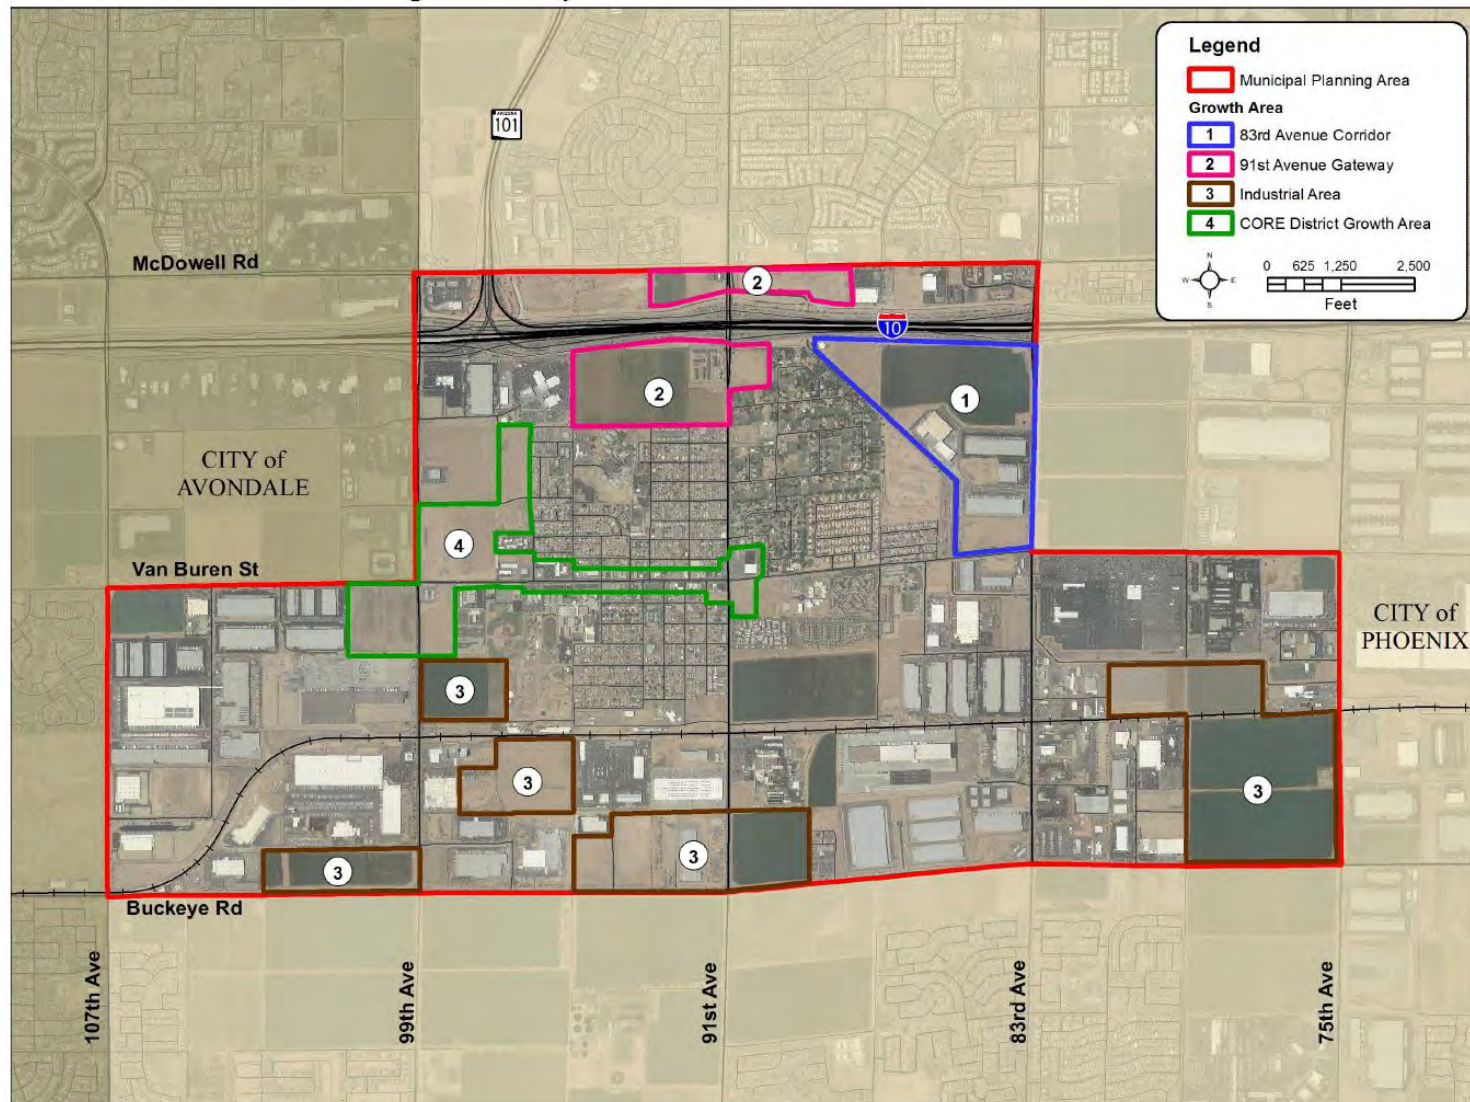 Legend
Municipal Planning Area
Growth Area
1 83rd Avenue Corridor
2 91st Avenue Gateway
3 Industrial Area
4 CORE District Growth Area
N
W E
S
0 625 1,250 2,500
Feet
ARIZONA
101
McDowell Rd
2
10
2
1
CITY of
AVONDALE
4
Van Buren St
CITY of
PHOENIX
3
3
3
3
3
Buckeye Rd
107th Ave
99th Ave
91st Ave
83rd Ave
75th Ave